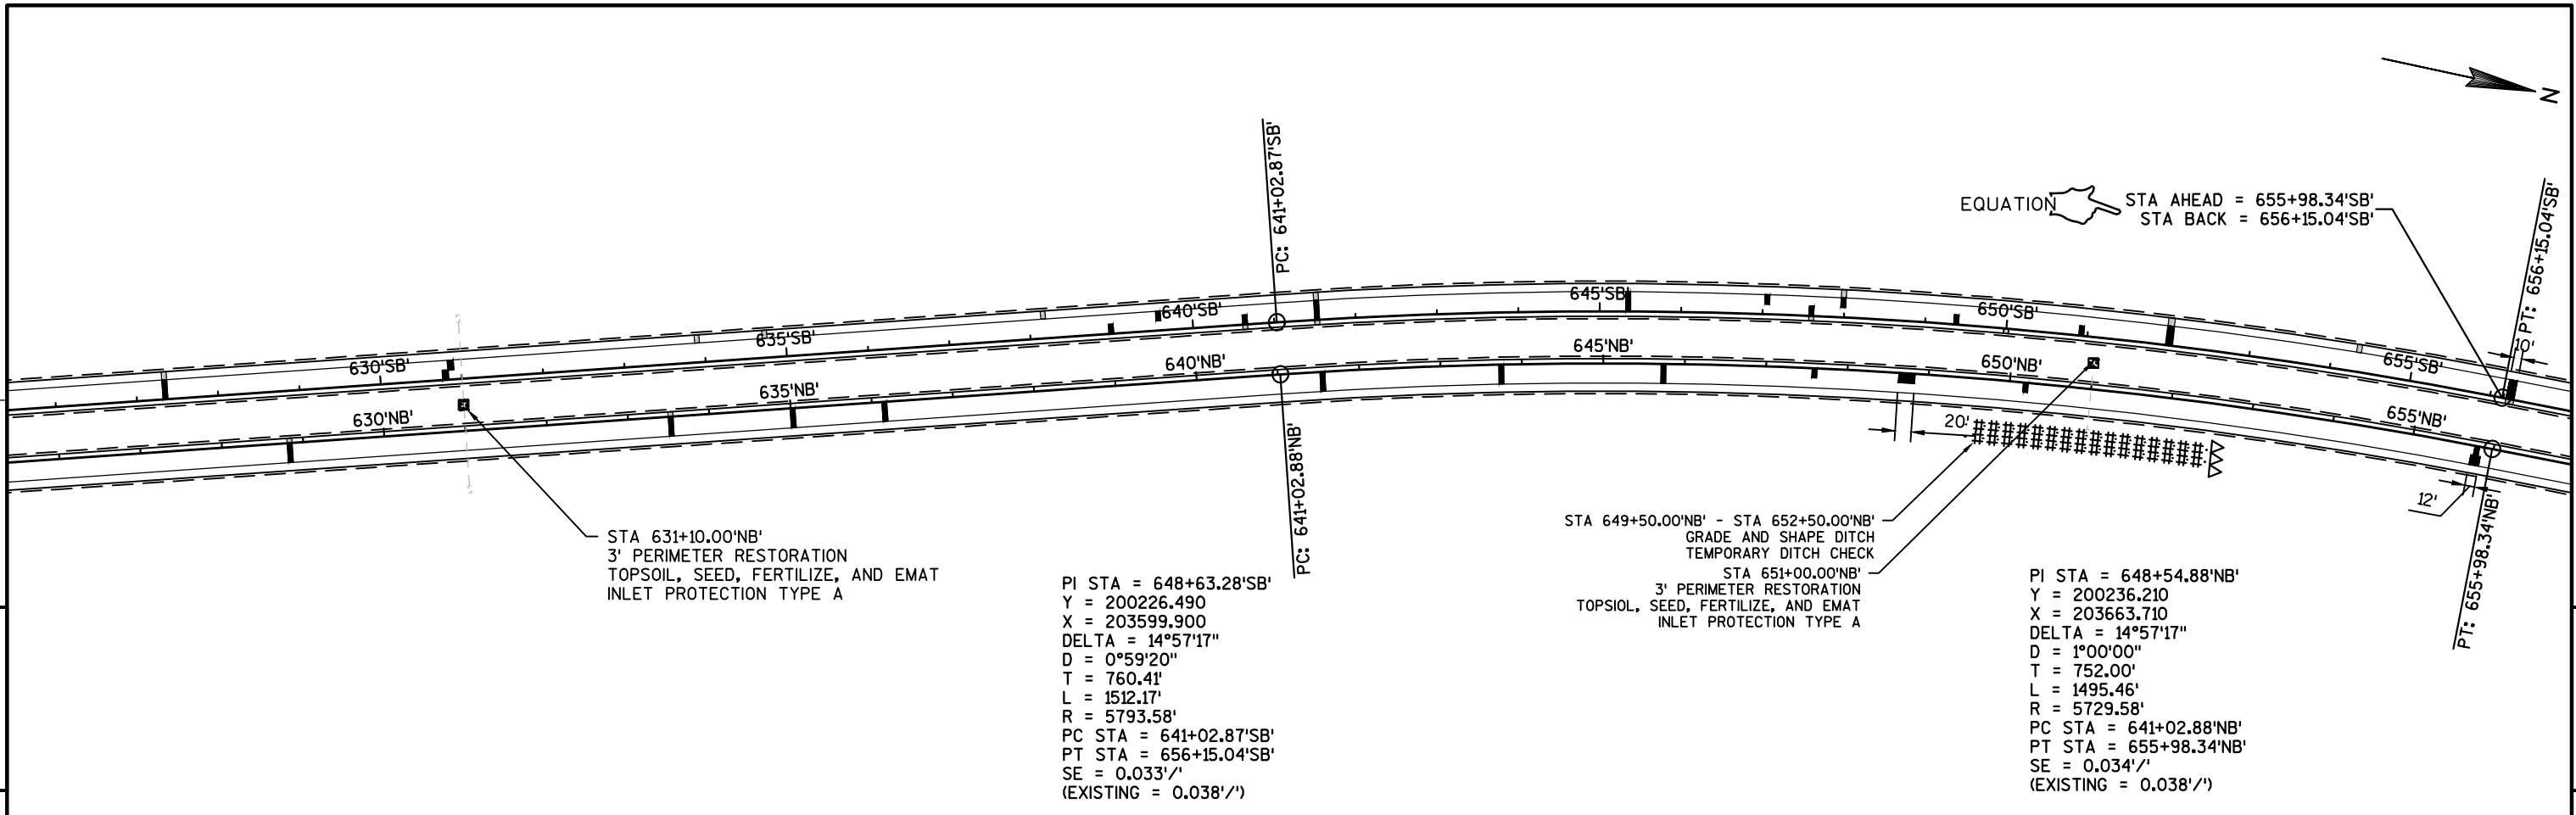 N
EQUATION
STA AHEAD = 655+98.34'SB'
STA BACK = 656+15.04'SB'
PC: 641+02.87'SB'
PT: 656+15.04'SB'
10'
630'SB'
635'SB'
640'SB'
645'SB'
650'SB'
655'SB'
630'NB'
635'NB'
640'NB'
645'NB'
650'NB'
655'NB'
20'
12'
PC: 641+02.88'NB'
PT: 655+98.34'NB'
STA 631+10.00'NB'
3' PERIMETER RESTORATION
TOPSOIL, SEED, FERTILIZE, AND EMAT
INLET PROTECTION TYPE A
STA 649+50.00'NB' - STA 652+50.00'NB'
GRADE AND SHAPE DITCH
TEMPORARY DITCH CHECK
STA 651+00.00'NB'
3' PERIMETER RESTORATION
TOPSIOL, SEED, FERTILIZE, AND EMAT
INLET PROTECTION TYPE A
PI STA = 648+63.28'SB'
Y = 200226.490
X = 203599.900
DELTA = 14°57'17"
D = 0°59'20"
T = 760.41'
L = 1512.17'
R = 5793.58'
PC STA = 641+02.87'SB'
PT STA = 656+15.04'SB'
SE = 0.033'/'
(EXISTING = 0.038'/')
PI STA = 648+54.88'NB'
Y = 200236.210
X = 203663.710
DELTA = 14°57'17"
D = 1°00'00"
T = 752.00'
L = 1495.46'
R = 5729.58'
PC STA = 641+02.88'NB'
PT STA = 655+98.34'NB'
SE = 0.034'/'
(EXISTING = 0.038'/')